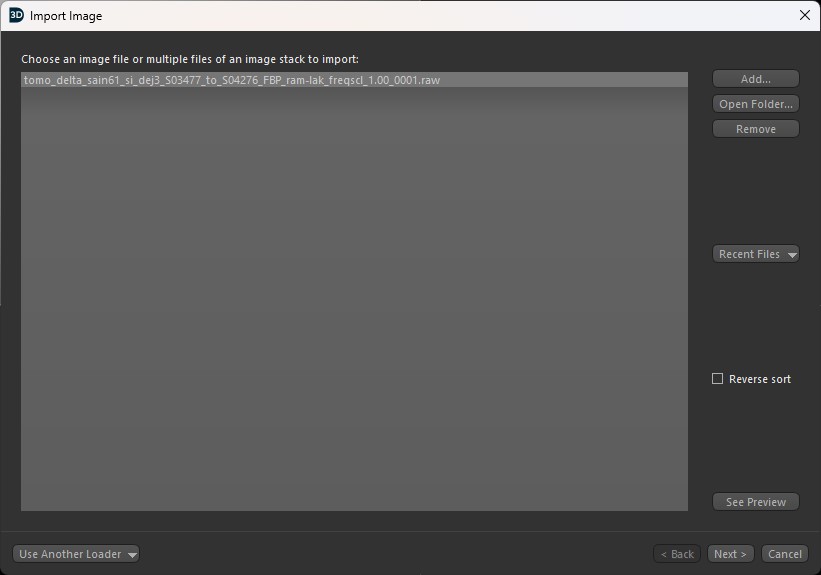 3D Import Image
Choose an image file or multiple files of an image stack to import:
tomo_delta_sain61_si_dej3_S03477_to_S04276_FBP_ram-lak_freqscl_1.00_0001.raw
Add...
Open Folder...
Remove
Recent Files
Reverse sort
See Preview
Use Another Loader
< Back
Next >
Cancel